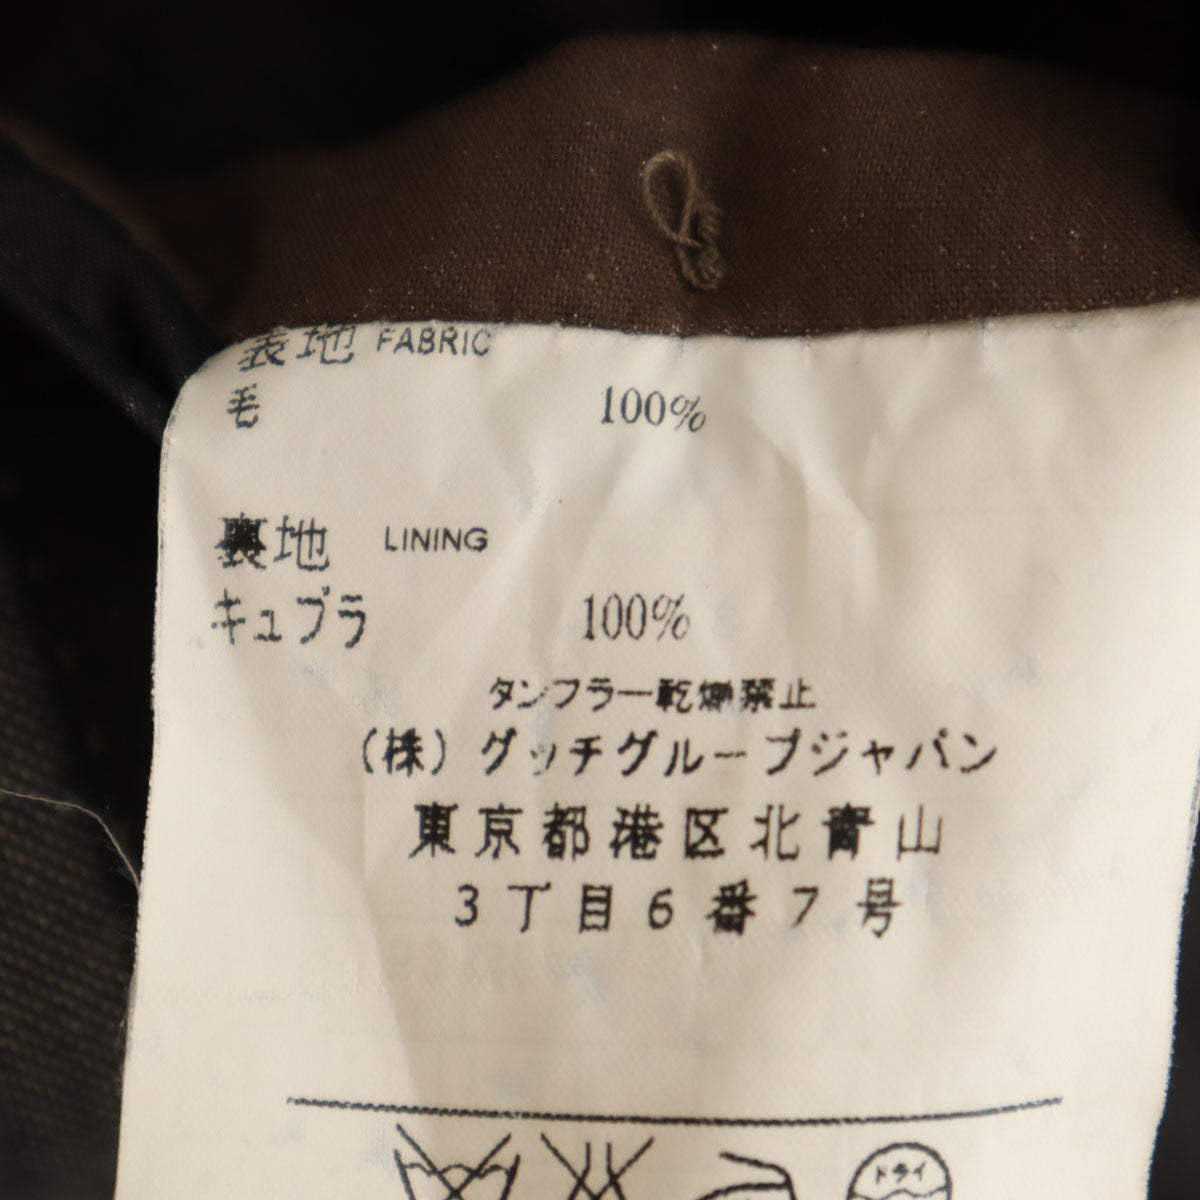 表地 FABRIC
毛 100%
裏地 LINING
キュプラ 100%
タンブラー乾燥禁止
(株)グッチグループジャパン
東京都港区北青山
3丁目6番7号
ドライ